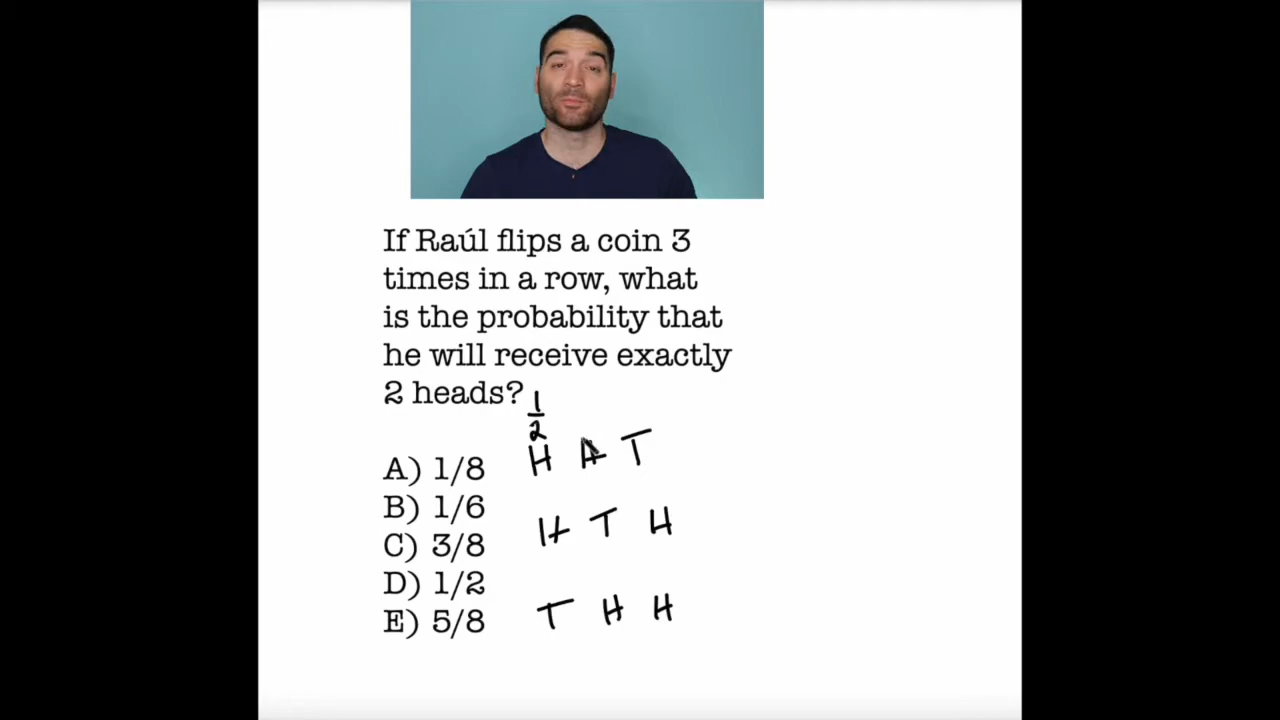 If Raúl flips a coin 3
times in a row, what
is the probability that
he will receive exactly
2 heads?
1
2
A) 1/8
H H T
B) 1/6
C) 3/8
H T H
D) 1/2
E) 5/8
T H H